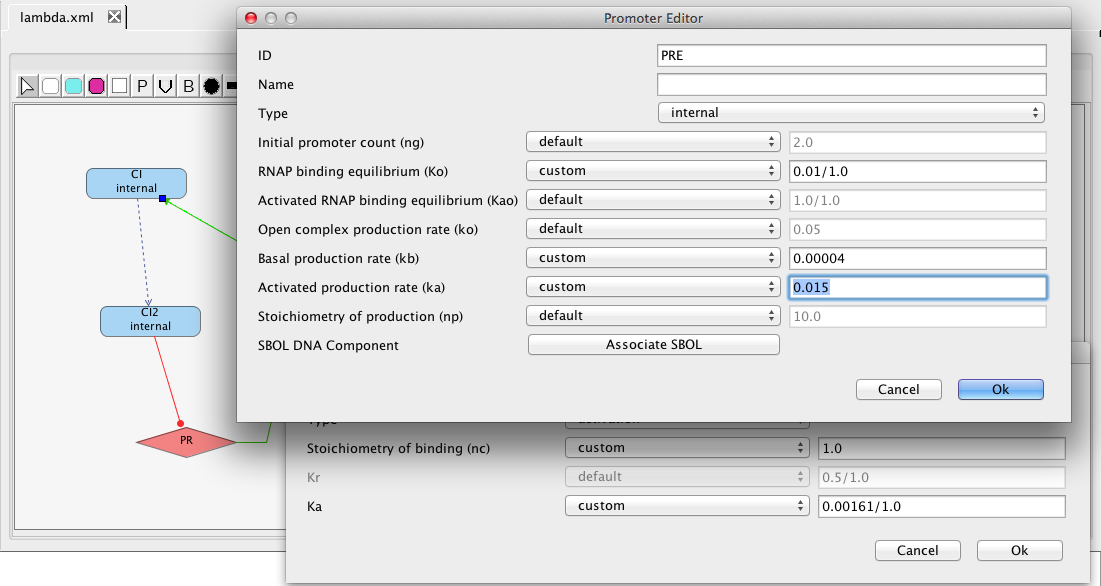 lambda.xml
Promoter Editor
ID PRE
Name
Type internal
P V B
Initial promoter count (ng) default 2.0
RNAP binding equilibrium (Ko) custom 0.01/1.0
Activated RNAP binding equilibrium (Kao) default 1.0/1.0
Open complex production rate (ko) default 0.05
Basal production rate (kb) custom 0.00004
Activated production rate (ka) custom 0.015
Stoichiometry of production (np) default 10.0
SBOL DNA Component Associate SBOL
Cancel Ok
CI
internal
CI2
internal
PR
Stoichiometry of binding (nc) custom 1.0
Kr default 0.5/1.0
Ka custom 0.00161/1.0
Cancel Ok